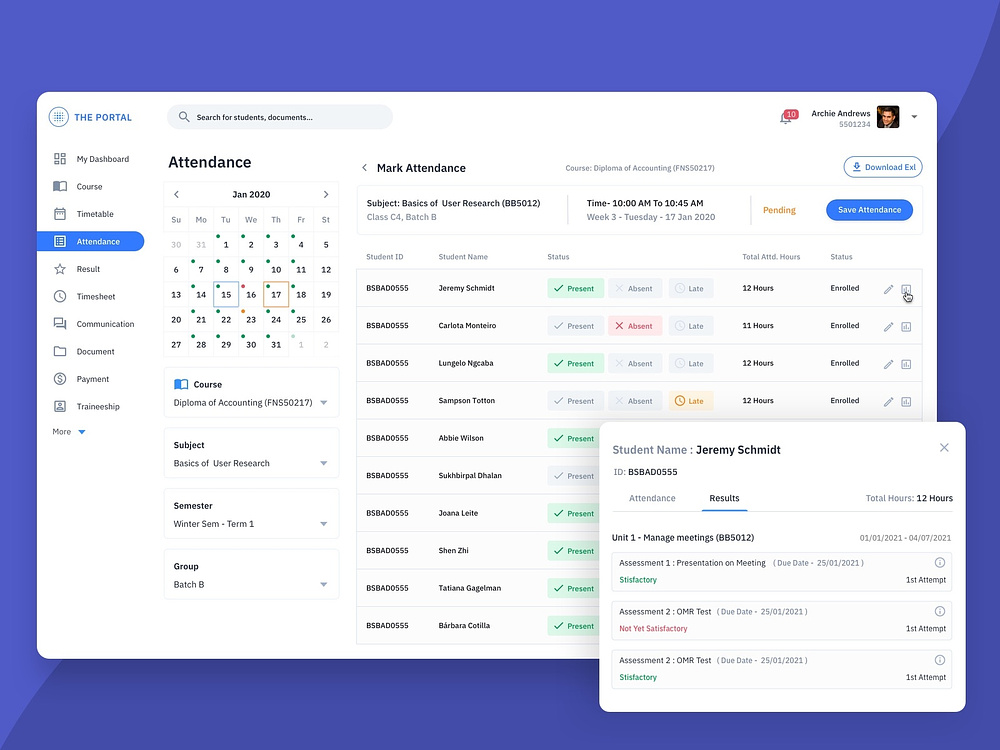 THE PORTAL
Search for students, documents...
10
Archie Andrews
5501234
My Dashboard
Course
Timetable
Attendance
Result
Timesheet
Communication
Document
Payment
Traineeship
More
Attendance
Jan 2020
Su Mo Tu We Th Fr St
30 31 1 2 3 4 5
6 7 8 9 10 11 12
13 14 15 16 17 18 19
20 21 22 23 24 25 26
27 28 29 30 31 1 2
Course
Diploma of Accounting (FNS50217)
Subject
Basics of User Research
Semester
Winter Sem - Term 1
Group
Batch B
Mark Attendance
Course: Diploma of Accounting (FNS50217)
Download Exl
Subject: Basics of User Research (BB5012)
Class C4, Batch B
Time- 10:00 AM To 10:45 AM
Week 3 - Tuesday - 17 Jan 2020
Pending
Save Attendance
Student ID Student Name Status Total Attd. Hours Status
BSBAD0555 Jeremy Schmidt Present Absent Late 12 Hours Enrolled
BSBAD0555 Carlota Monteiro Present Absent Late 11 Hours Enrolled
BSBAD0555 Lungelo Ngcaba Present Absent Late 12 Hours Enrolled
BSBAD0555 Sampson Totton Present Absent Late 12 Hours Enrolled
BSBAD0555 Abbie Wilson Present
BSBAD0555 Sukhbirpal Dhalan Present
BSBAD0555 Joana Leite Present
BSBAD0555 Shen Zhi Present
BSBAD0555 Tatiana Gagelman Present
BSBAD0555 Bárbara Cotilla Present
Student Name : Jeremy Schmidt
ID: BSBAD0555
Attendance Results Total Hours: 12 Hours
Unit 1 - Manage meetings (BB5012) 01/01/2021 - 04/07/2021
Assessment 1 : Presentation on Meeting ( Due Date - 25/01/2021 )
Stisfactory 1st Attempt
Assessment 2 : OMR Test ( Due Date - 25/01/2021 )
Not Yet Satisfactory 1st Attempt
Assessment 2 : OMR Test ( Due Date - 25/01/2021 )
Stisfactory 1st Attempt